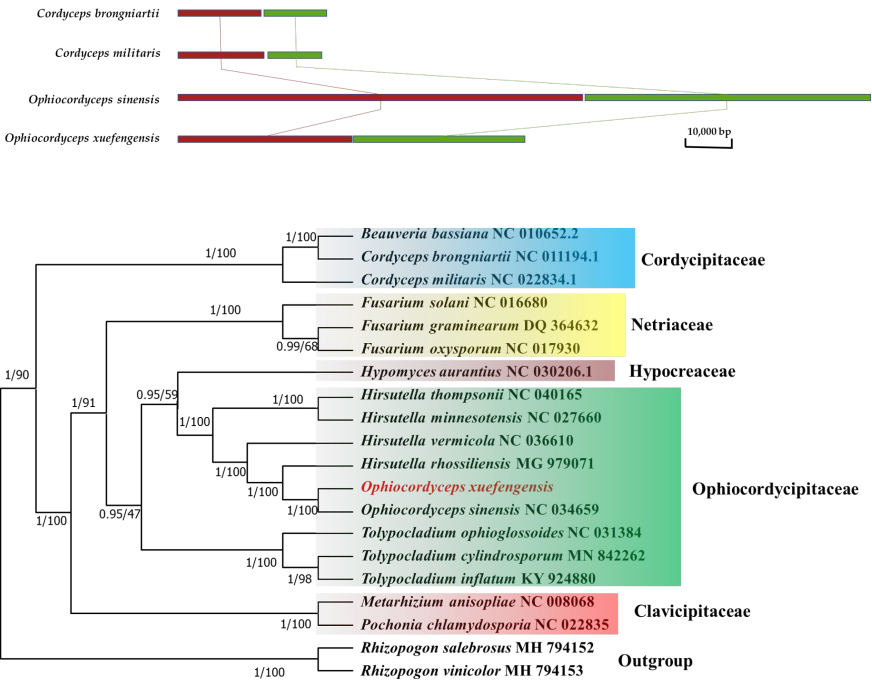 Cordyceps brongniartii
Cordyceps militaris
Ophiocordyceps sinensis
Ophiocordyceps xuefengensis
10,000 bp
1/100
Beauveria bassiana NC 010652.2
1/100
Cordyceps brongniartii NC 011194.1
Cordycipitaceae
Cordyceps militaris NC 022834.1
Fusarium solani NC 016680
1/100
Fusarium graminearum DQ 364632
Netriaceae
0.99/68
Fusarium oxysporum NC 017930
Hypomyces aurantius NC 030206.1
Hypocreaceae
1/90
0.95/59
Hirsutella thompsonii NC 040165
1/91
1/100
Hirsutella minnesotensis NC 027660
1/100
Hirsutella vermicola NC 036610
Hirsutella rhossiliensis MG 979071
1/100
Ophiocordyceps xuefengensis
Ophiocordycipitaceae
1/100
Ophiocordyceps sinensis NC 034659
1/100
0.95/47
1/100
Tolypocladium ophioglossoides NC 031384
Tolypocladium cylindrosporum MN 842262
1/100
Tolypocladium inflatum KY 924880
1/98
Metarhizium anisopliae NC 008068
Clavicipitaceae
Pochonia chlamydosporia NC 022835
1/100
Rhizopogon salebrosus MH 794152
Outgroup
Rhizopogon vinicolor MH 794153
1/100